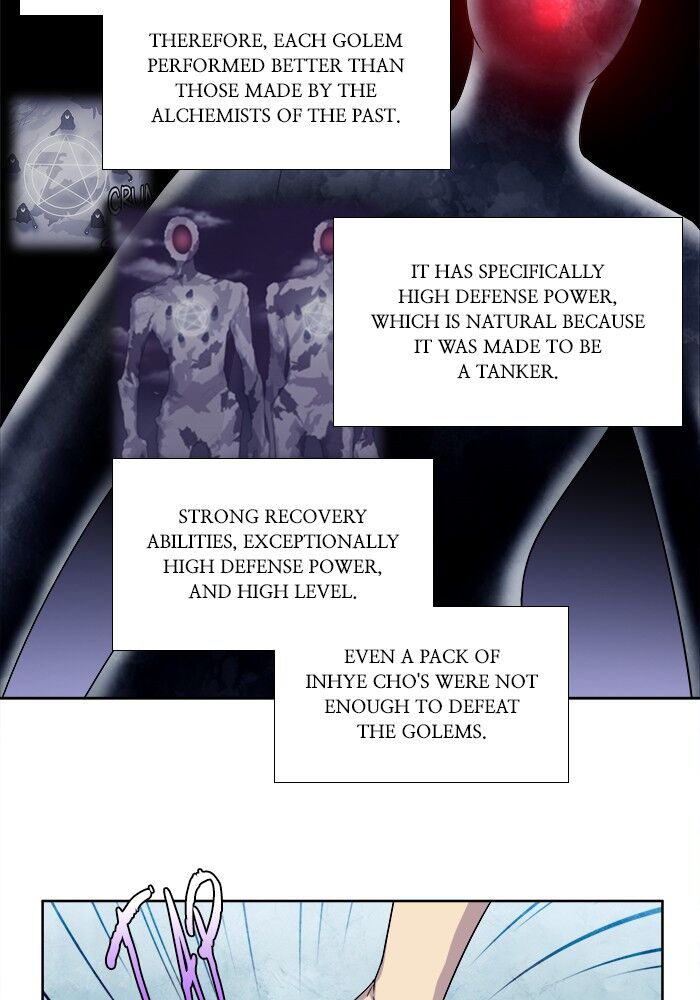 THEREFORE, EACH GOLEM
PERFORMED BETTER THAN
THOSE MADE BY THE
ALCHEMISTS OF THE PAST.
IT HAS SPECIFICALLY
HIGH DEFENSE POWER,
WHICH IS NATURAL BECAUSE
IT WAS MADE TO BE
A TANKER.
STRONG RECOVERY
ABILITIES, EXCEPTIONALLY
HIGH DEFENSE POWER,
AND HIGH LEVEL.
EVEN A PACK OF
INHYE CHO'S WERE NOT
ENOUGH TO DEFEAT
THE GOLEMS.